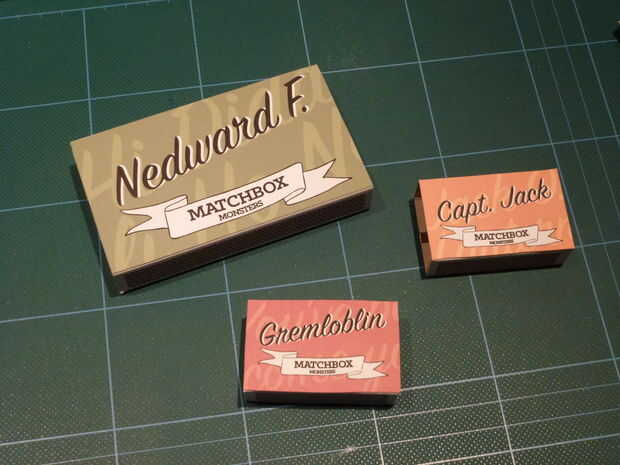 Nedward F.
MATCHBOX
MONSTERS
Capt. Jack
MATCHBOX
MONSTERS
Gremloblin
MATCHBOX
MONSTERS